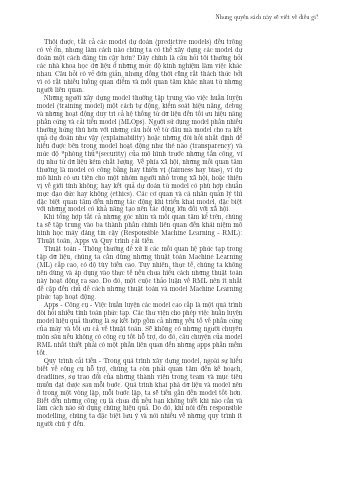 Nhưng quyển sách này sẽ viết về điều gì?
Thôi được, tất cả các model dự đoán (predictive models) đều trông
có vẻ ổn, nhưng làm cách nào chúng ta có thể xây dựng các model dự
đoán một cách đáng tin cậy hơn? Đây chính là câu hỏi tôi thường hỏi
các nhà khoa học dữ liệu ở những mức độ kinh nghiệm làm việc khác
nhau. Câu hỏi có vẻ đơn giản, nhưng đồng thời cũng rất thách thức bởi
vì có rất nhiều luồng quan điểm và mối quan tâm khác nhau từ những
người liên quan.
Những người xây dựng model thường tập trung vào việc huấn luyện
model (training model) một cách tự động, kiểm soát hiệu năng, debug
và những hoạt động duy trì cả hệ thống từ dữ liệu đến tối ưu hiệu năng
phần cứng và cải tiến model (MLOps). Người sử dụng model phần nhiều
thường hứng thú hơn với những câu hỏi về từ đâu mà model cho ra kết
quả dự đoán như vậy (explainability) hoặc những đòi hỏi nhất định để
hiểu được bên trong model hoạt động như thế nào (transparency) và
mức độ "phòng thủ"(security) của mô hình trước những tấn công, ví
dụ như từ dữ liệu kém chất lượng. Về phía xã hội, những mối quan tâm
thường là model có công bằng hay thiên vị (fairness hay bias), ví dụ
mô hình có ưu tiên cho một nhóm người nhỏ trong xã hội, hoặc thiên
vị về giới tính không, hay kết quả dự đoán từ model có phù hợp chuẩn
mực đạo đức hay không (ethics). Các cơ quan và cá nhân quản lý thì
đặc biệt quan tâm đến những tác động khi triển khai model, đặc biệt
với những model có khả năng tạo nên tác động lớn đối với xã hội.
Khi tổng hợp tất cả những góc nhìn và mối quan tâm kể trên, chúng
ta sẽ tập trung vào ba thành phần chính liên quan đến khái niệm mô
hình học máy đáng tin cậy (Responsible Machine Learning - RML):
Thuật toán, Apps và Quy trình cải tiến.
Thuật toán - Thông thường để xử lí các mối quan hệ phức tạp trong
tập dữ liệu, chúng ta cần dùng những thuật toán Machine Learning
(ML) cấp cao, có độ tùy biến cao. Tuy nhiên, thực tế, chúng ta không
nên dùng và áp dụng vào thực tế nếu chưa hiểu cách những thuật toán
này hoạt động ra sao. Do đó, một cuộc thảo luận về RML nên ít nhất
đề cập đến chủ đề cách những thuật toán và model Machine Learning
phức tạp hoạt động.
Apps - Công cụ - Việc huấn luyện các model cao cấp là một quá trình
đòi hỏi nhiều tính toán phức tạp. Các thư viện cho phép việc huấn luyện
model hiệu quả thường là sự kết hợp gồm cả những yếu tố về phần cứng
của máy và tối ưu cả về thuật toán. Sẽ không có những người chuyên
môn sâu nếu không có công cụ tốt hỗ trợ, do đó, câu chuyện của model
RML nhất thiết phải có một phần liên quan đến những apps phần mềm
tốt.
Quy trình cải tiến - Trong quá trình xây dựng model, ngoài sự hiểu
biết về công cụ hỗ trợ, chúng còn phải quan tâm đến kế hoạch,
deadlines, sự trao đổi của những thành viên trong team và mục tiêu
muốn đạt được sau mỗi bước. Quá trình khai phá dữ liệu và model nên
ở trong một vòng lặp, mỗi bước lặp, ta sẽ tiến gần đến model tốt hơn.
Biết đến những công cụ là chưa đủ nếu bạn không biết khi nào cần và
làm cách nào sử dụng chúng hiệu quả. Do đó, khi nói đến responsible
modelling, chúng ta đặc biệt lưu ý và nói nhiều về những quy trình ít
người chú ý đến.